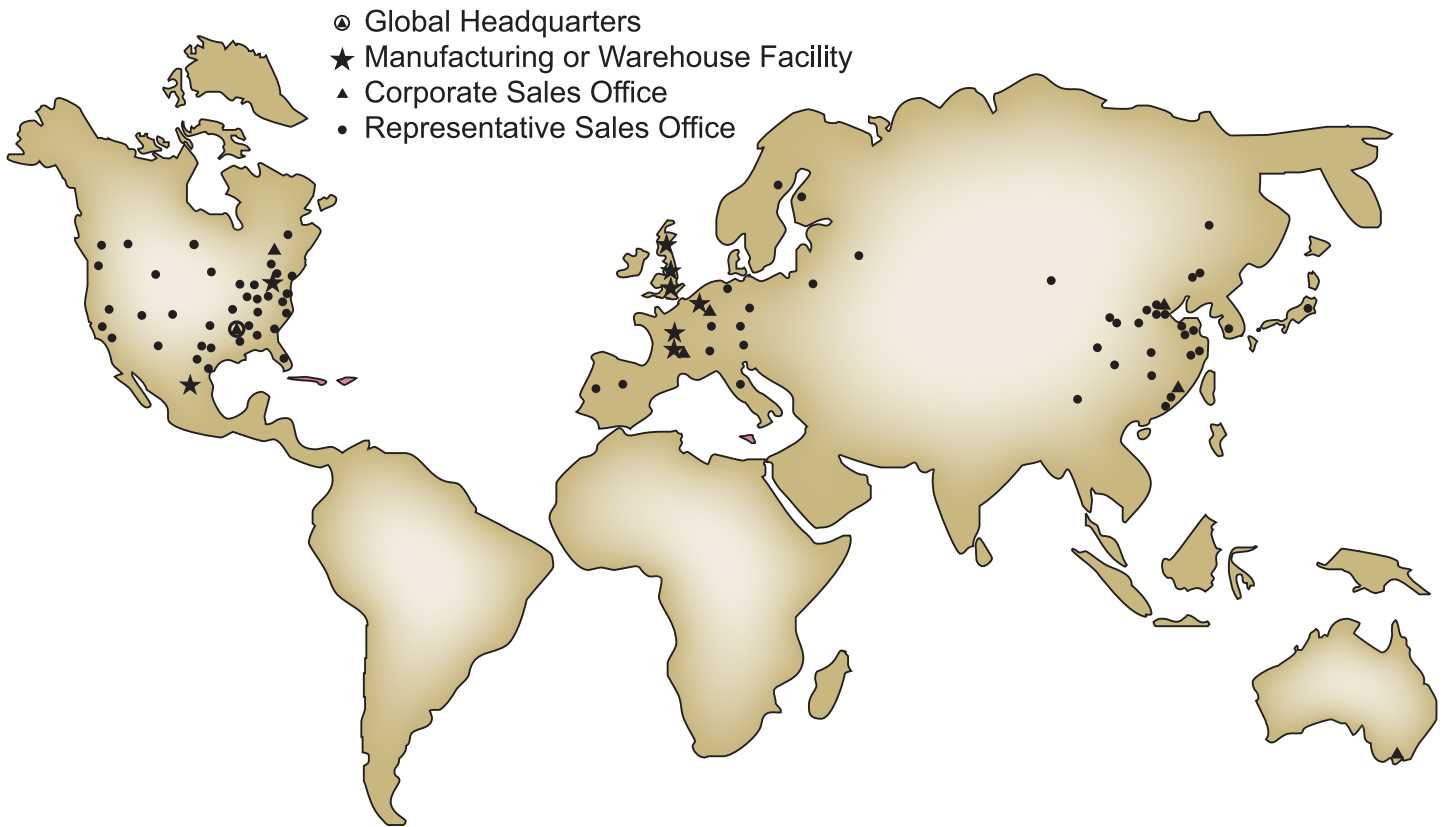 Global Headquarters
Manufacturing or Warehouse Facility
Corporate Sales Office
Representative Sales Office